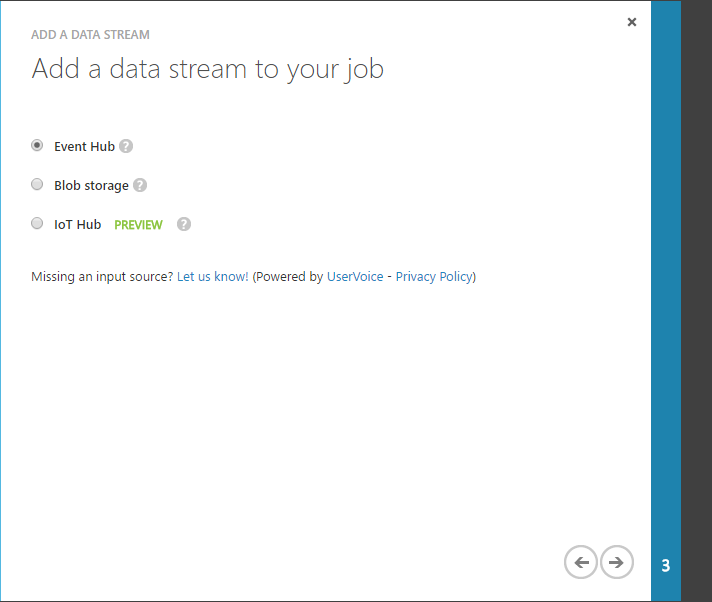 ADD A DATA STREAM
Add a data stream to your job
Event Hub ?
Blob storage ?
IoT Hub PREVIEW ?
Missing an input source? Let us know! (Powered by UserVoice - Privacy Policy)
3